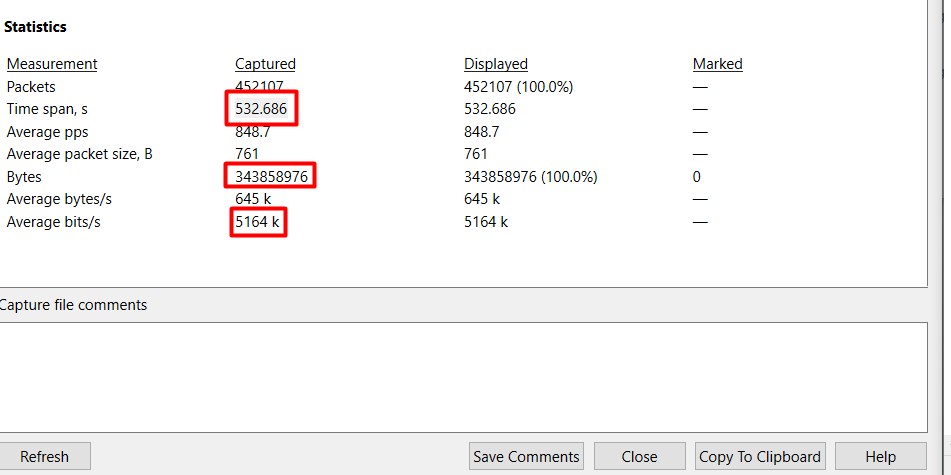 Statistics
Measurement Captured Displayed Marked
Packets 452107 452107 (100.0%) —
Time span, s 532.686 532.686 —
Average pps 848.7 848.7 —
Average packet size, B 761 761 —
Bytes 343858976 343858976 (100.0%) 0
Average bytes/s 645 k 645 k —
Average bits/s 5164 k 5164 k —
Capture file comments
Refresh Save Comments Close Copy To Clipboard Help